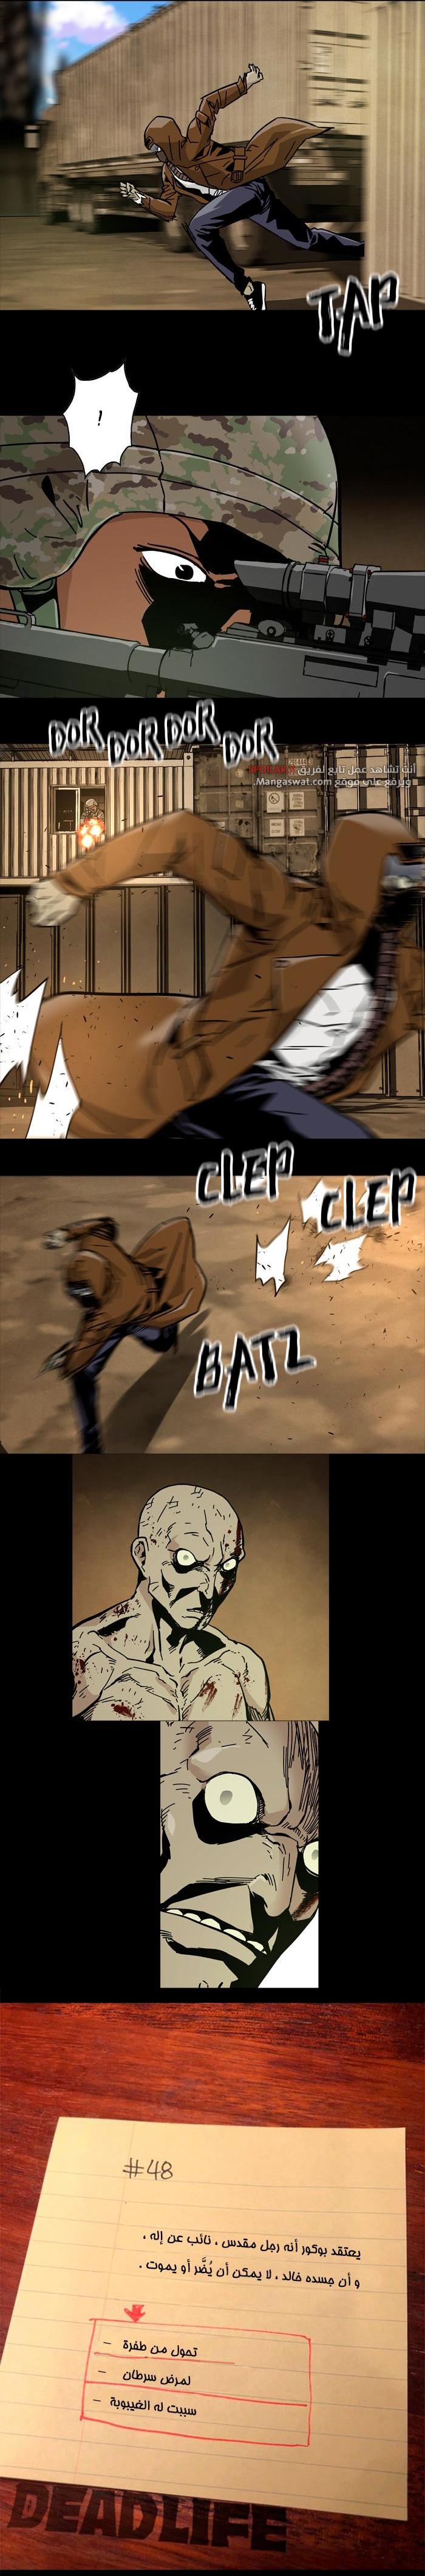 TAP
!
DOR DOR DOR DOR
أنت تشاهد عمل تابع لفريق
ويرفع على موقع Mangaswat.com.
CLEP CLEP
BATZ
#48
يعتقد بوكور أنه رجل مقدس ، نائب عن إله ،
و أن جسده خالد ، لا يمكن أن يُضَّر أو يموت .
– تحول من طفرة
– لمرض سرطان
– سببت له الغيبوبة
DEADLIFE